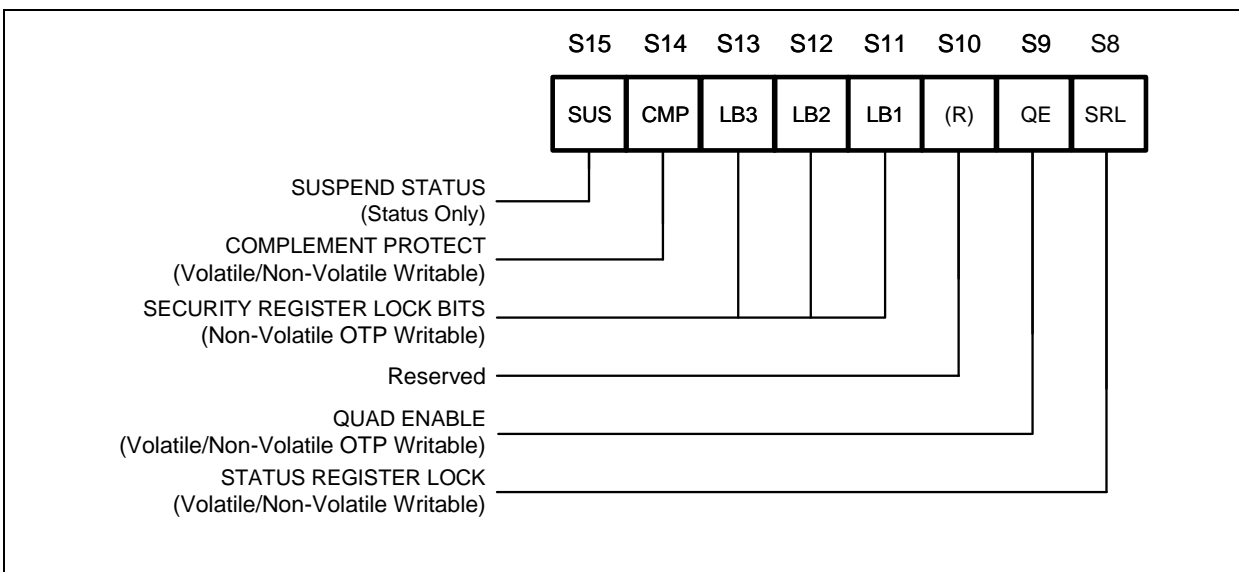 S15 S14 S13 S12 S11 S10 S9 S8
SUS CMP LB3 LB2 LB1 (R) QE SRL
SUSPEND STATUS
(Status Only)
COMPLEMENT PROTECT
(Volatile/Non-Volatile Writable)
SECURITY REGISTER LOCK BITS
(Non-Volatile OTP Writable)
Reserved
QUAD ENABLE
(Volatile/Non-Volatile OTP Writable)
STATUS REGISTER LOCK
(Volatile/Non-Volatile Writable)